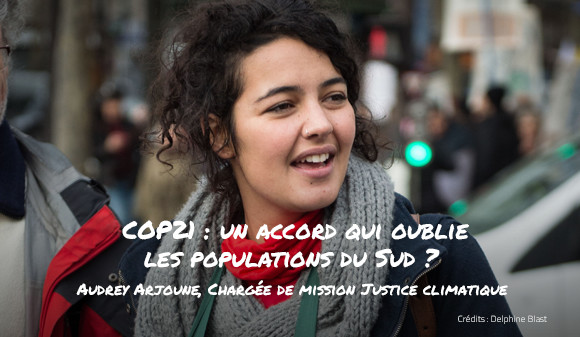 COP21 : un accord qui oublie
les populations du Sud ?
Audrey Arjoune, Chargée de mission Justice climatique
Crédits : Delphine Blast